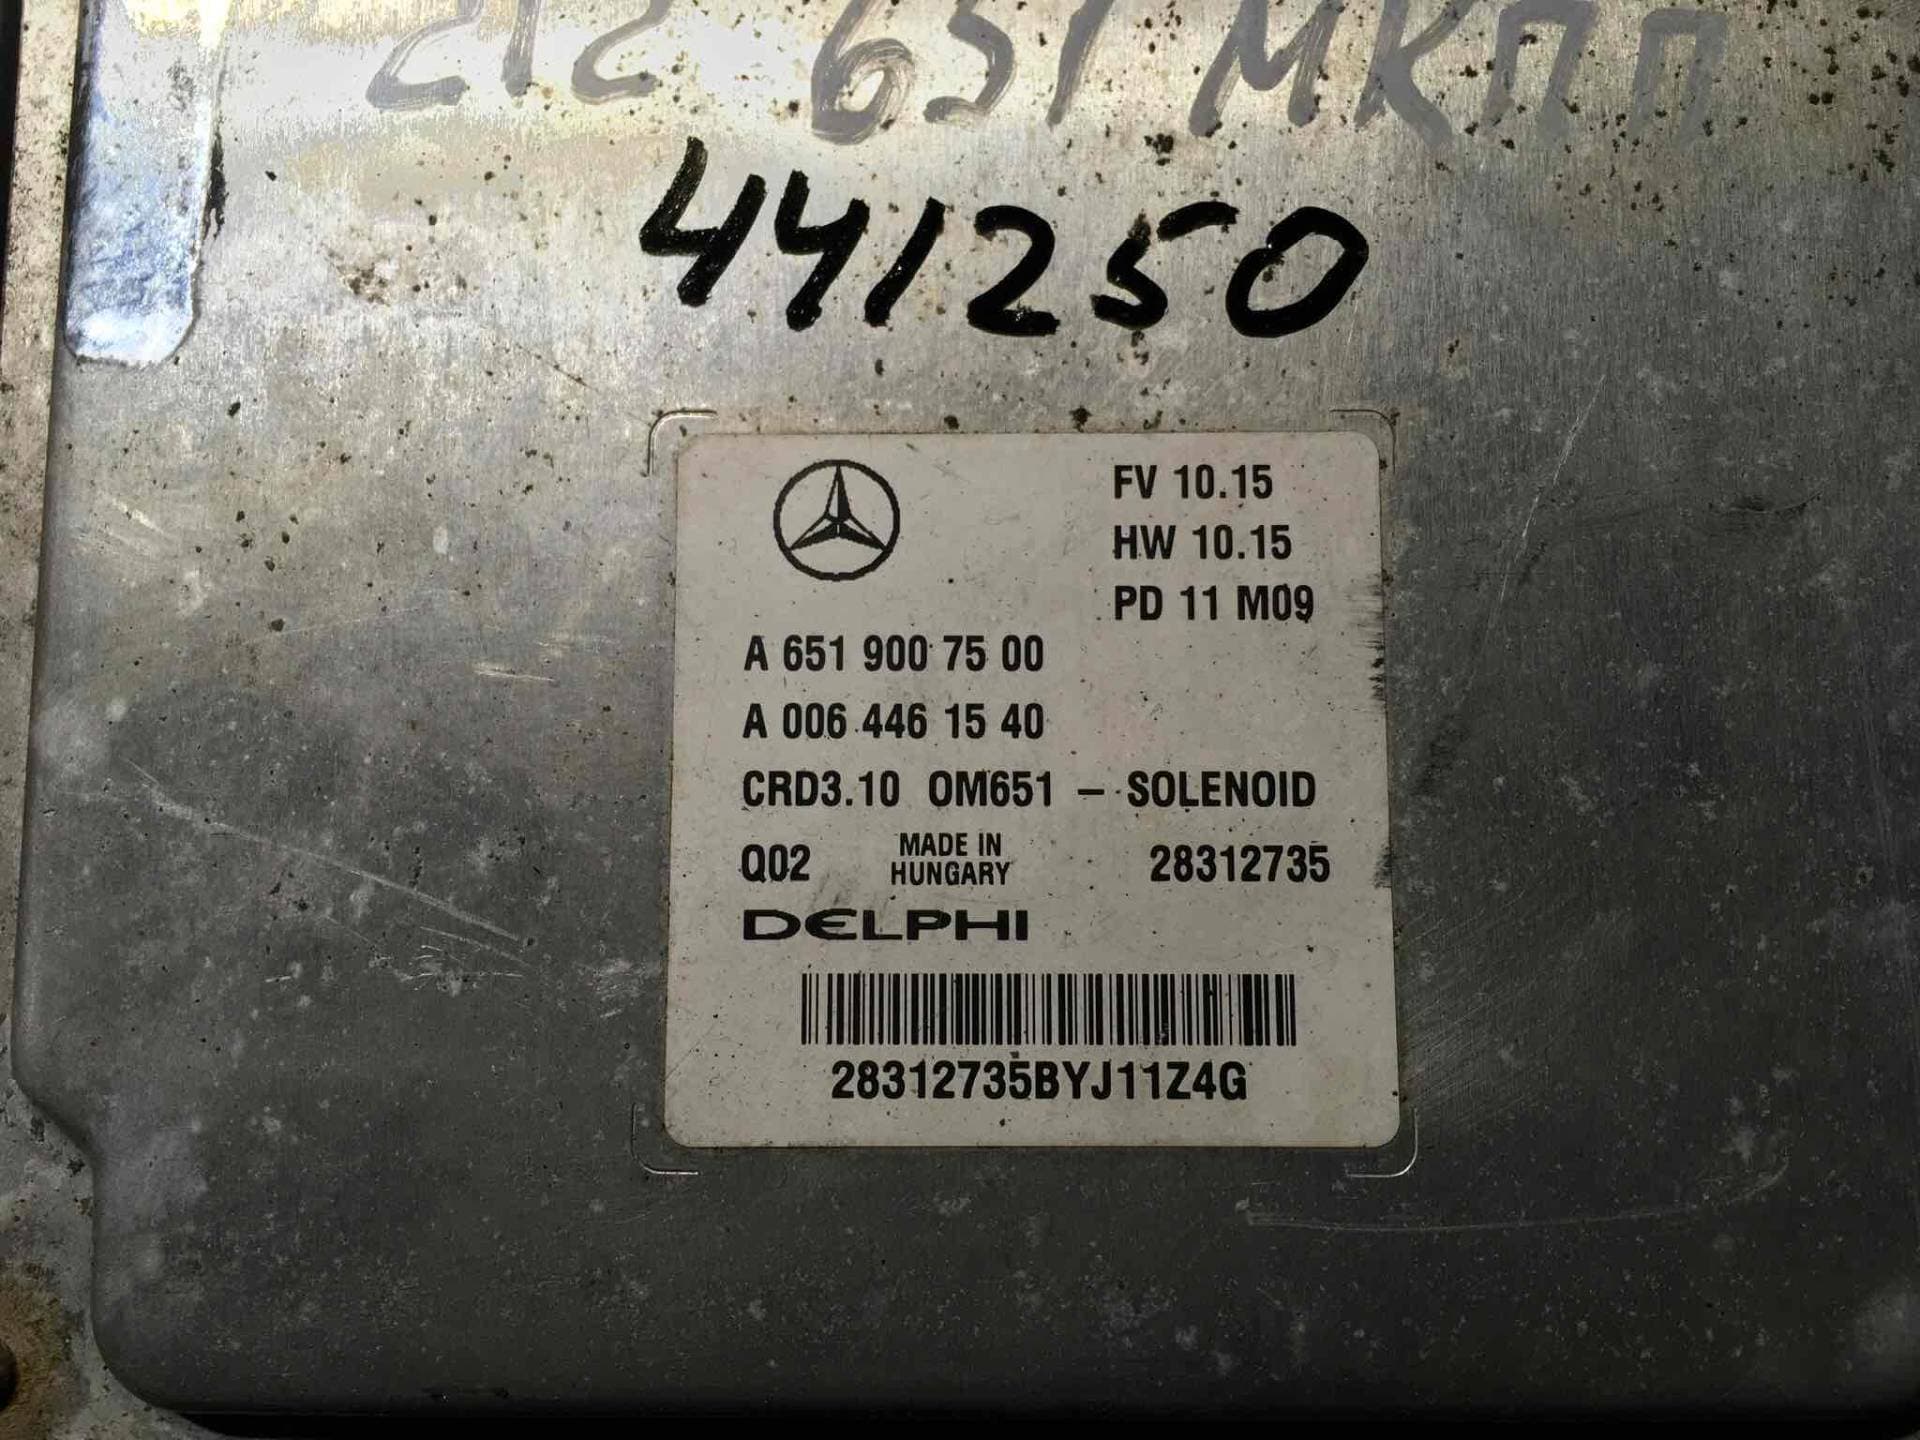 212 651 МКПП
441250
FV 10.15
HW 10.15
PD 11 M09
A 651 900 75 00
A 006 446 15 40
CRD3.10 OM651 – SOLENOID
Q02 MADE IN HUNGARY 28312735
DELPHI
28312735BYJ11Z4G